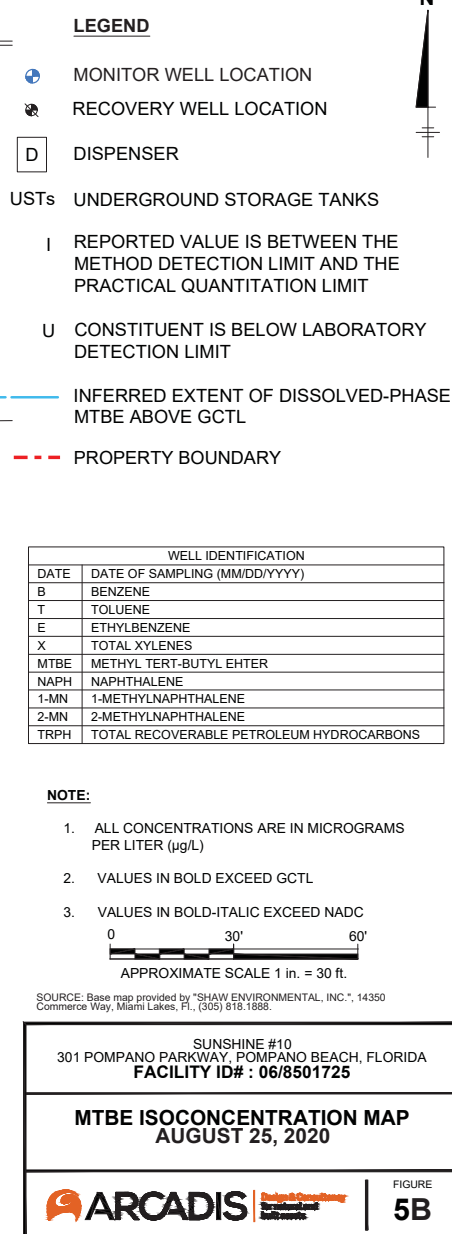 N
LEGEND
MONITOR WELL LOCATION
RECOVERY WELL LOCATION
D DISPENSER
USTs UNDERGROUND STORAGE TANKS
I REPORTED VALUE IS BETWEEN THE
METHOD DETECTION LIMIT AND THE
PRACTICAL QUANTITATION LIMIT
U CONSTITUENT IS BELOW LABORATORY
DETECTION LIMIT
INFERRED EXTENT OF DISSOLVED-PHASE
MTBE ABOVE GCTL
PROPERTY BOUNDARY
WELL IDENTIFICATION
DATE DATE OF SAMPLING (MM/DD/YYYY)
B BENZENE
T TOLUENE
E ETHYLBENZENE
X TOTAL XYLENES
MTBE METHYL TERT-BUTYL EHTER
NAPH NAPHTHALENE
1-MN 1-METHYLNAPHTHALENE
2-MN 2-METHYLNAPHTHALENE
TRPH TOTAL RECOVERABLE PETROLEUM HYDROCARBONS
NOTE:
1. ALL CONCENTRATIONS ARE IN MICROGRAMS
PER LITER (µg/L)
2. VALUES IN BOLD EXCEED GCTL
3. VALUES IN BOLD-ITALIC EXCEED NADC
0 30' 60'
APPROXIMATE SCALE 1 in. = 30 ft.
SOURCE: Base map provided by "SHAW ENVIRONMENTAL, INC.", 14350
Commerce Way, Miami Lakes, Fl., (305) 818.1888.
SUNSHINE #10
301 POMPANO PARKWAY, POMPANO BEACH, FLORIDA
FACILITY ID# : 06/8501725
MTBE ISOCONCENTRATION MAP
AUGUST 25, 2020
ARCADIS Design & Consultancy
for natural and
built assets
FIGURE
5B